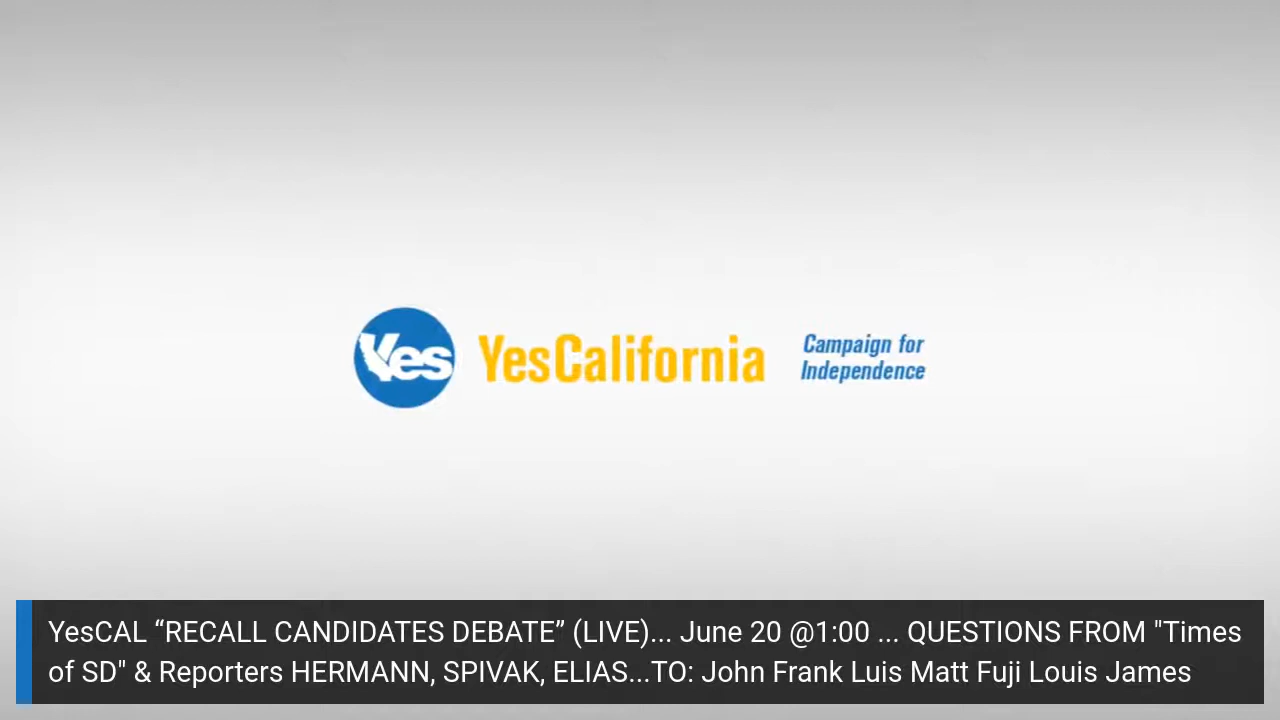 Yes
YesCalifornia
Campaign for
Independence
YesCAL “RECALL CANDIDATES DEBATE” (LIVE)... June 20 @1:00 ... QUESTIONS FROM "Times
of SD" & Reporters HERMANN, SPIVAK, ELIAS...TO: John Frank Luis Matt Fuji Louis James